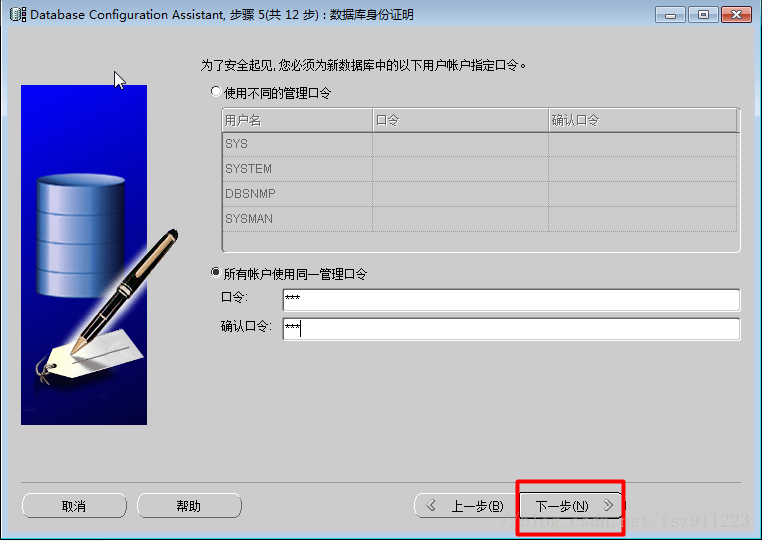 Database Configuration Assistant, 步骤 5(共 12 步) : 数据库身份证明
为了安全起见, 您必须为新数据库中的以下用户帐户指定口令。
使用不同的管理口令
用户名 口令 确认口令
SYS
SYSTEM
DBSNMP
SYSMAN
所有帐户使用同一管理口令
口令: ***
确认口令: ***
取消 帮助 上一步(B) 下一步(N)
//blog.csdn.net/fsz911223